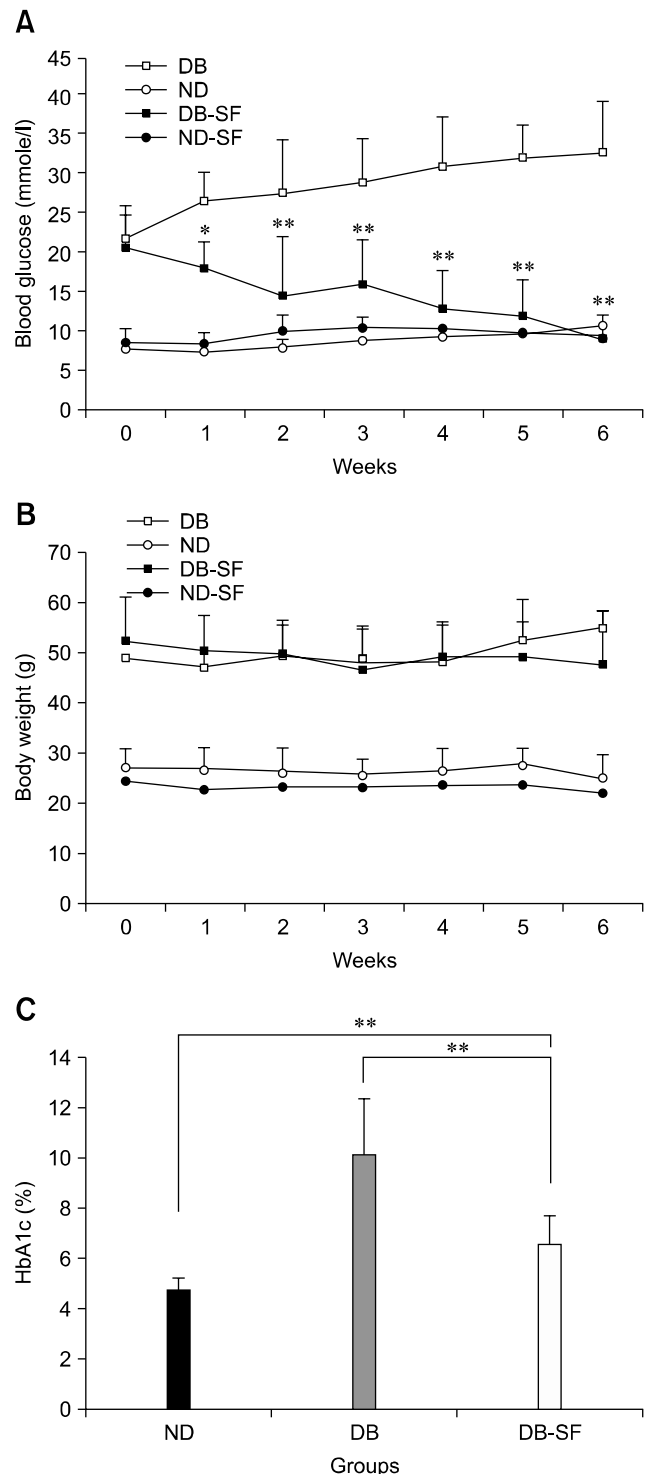 A
Blood glucose (mmole/l)
45
40
35
30
25
20
15
10
5
0
DB
ND
DB-SF
ND-SF
*
**
**
**
**
**
0 1 2 3 4 5 6
Weeks
B
Body weight (g)
70
60
50
40
30
20
10
0
DB
ND
DB-SF
ND-SF
0 1 2 3 4 5 6
Weeks
C
HbA1c (%)
14
12
10
8
6
4
2
0
**
**
ND DB DB-SF
Groups